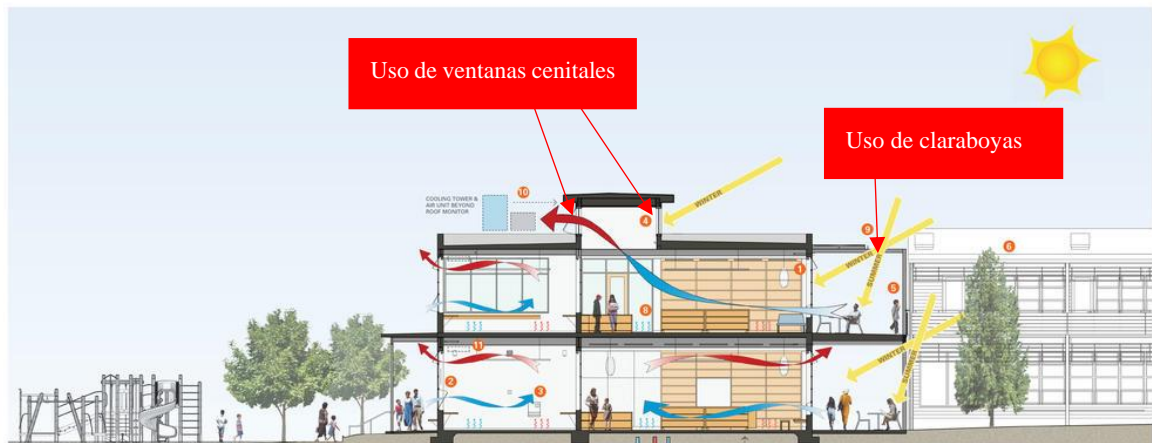 Uso de ventanas cenitales
Uso de claraboyas
COOLING TOWER &
AIR UNIT BEYOND
ROOF MONITOR
10
WINTER
4
9
6
1
WINTER
SUMMER
5
8
11
WINTER
SUMMER
2
3